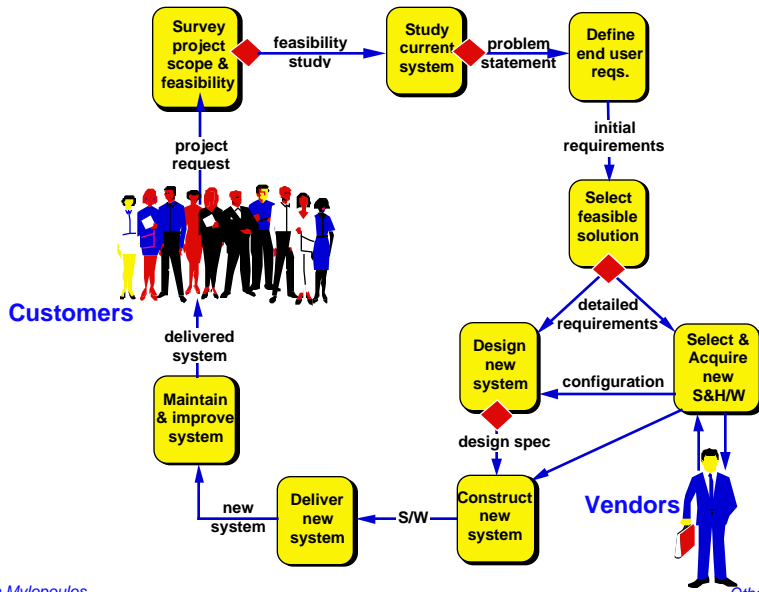 Survey
project
scope &
feasibility
feasibility
study
Study
current
system
problem
statement
Define
end user
reqs.
initial
requirements
project
request
Select
feasible
solution
Customers
detailed
requirements
delivered
system
Design
new
system
configuration
Select &
Acquire
new
S&H/W
Maintain
& improve
system
design spec
Vendors
new
system
Deliver
new
system
S/W
Construct
new
system
Mylopoulos